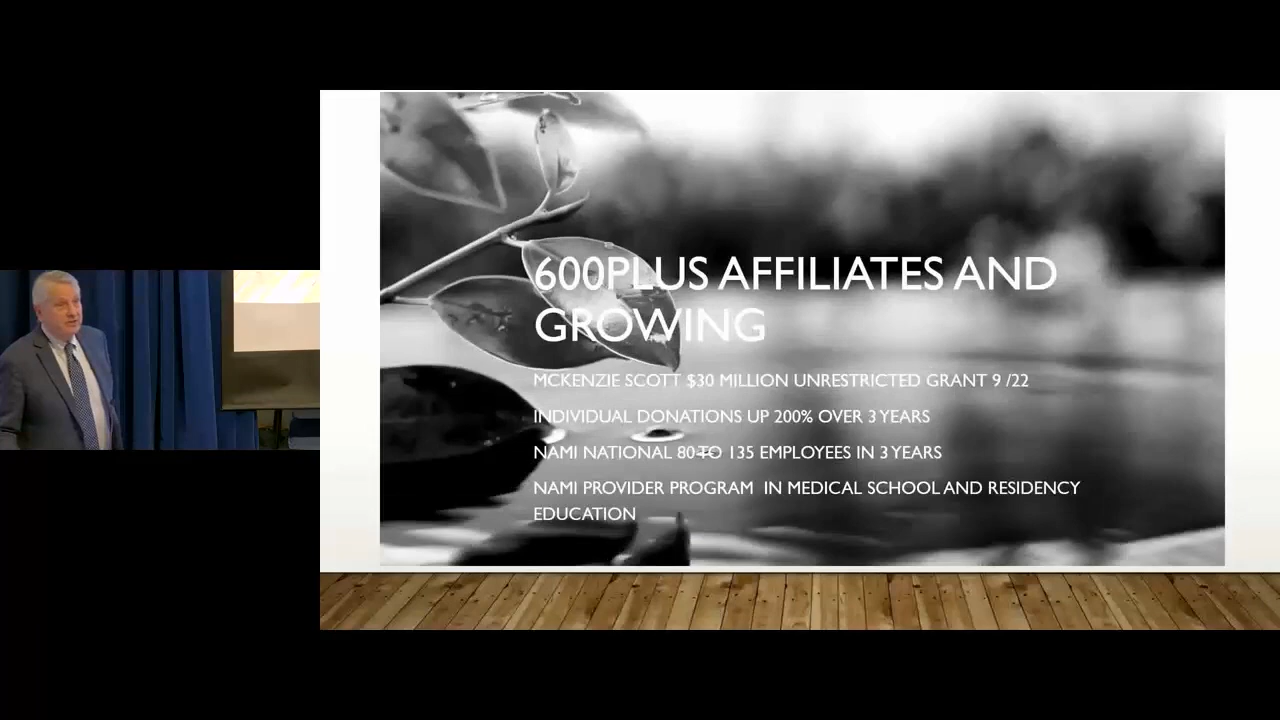 600PLUS AFFILIATES AND
GROWING
MCKENZIE SCOTT $30 MILLION UNRESTRICTED GRANT 9 /22
INDIVIDUAL DONATIONS UP 200% OVER 3 YEARS
NAMI NATIONAL 80 TO 135 EMPLOYEES IN 3 YEARS
NAMI PROVIDER PROGRAM  IN MEDICAL SCHOOL AND RESIDENCY
EDUCATION